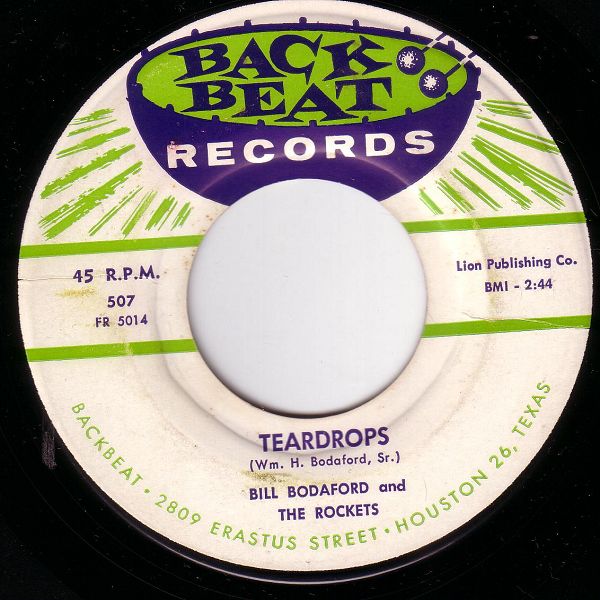 BACK
BEAT
RECORDS
45 R.P.M.
507
FR 5014
Lion Publishing Co.
BMI - 2:44
TEARDROPS
(Wm. H. Bodaford, Sr.)
BILL BODAFORD and
THE ROCKETS
BACKBEAT • 2809 ERASTUS STREET • HOUSTON 26, TEXAS